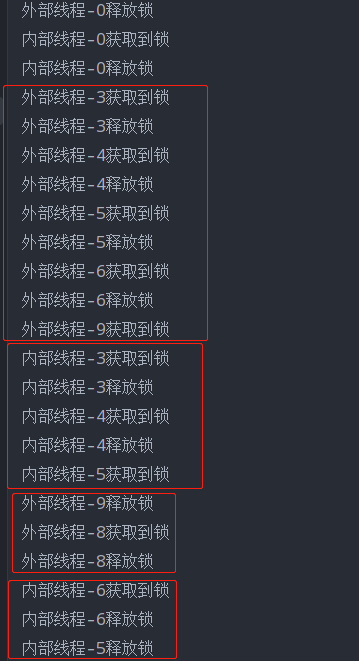 外部线程-0释放锁
内部线程-0获取到锁
内部线程-0释放锁
外部线程-3获取到锁
外部线程-3释放锁
外部线程-4获取到锁
外部线程-4释放锁
外部线程-5获取到锁
外部线程-5释放锁
外部线程-6获取到锁
外部线程-6释放锁
外部线程-9获取到锁
内部线程-3获取到锁
内部线程-3释放锁
内部线程-4获取到锁
内部线程-4释放锁
内部线程-5获取到锁
外部线程-9释放锁
外部线程-8获取到锁
外部线程-8释放锁
内部线程-6获取到锁
内部线程-6释放锁
内部线程-5释放锁